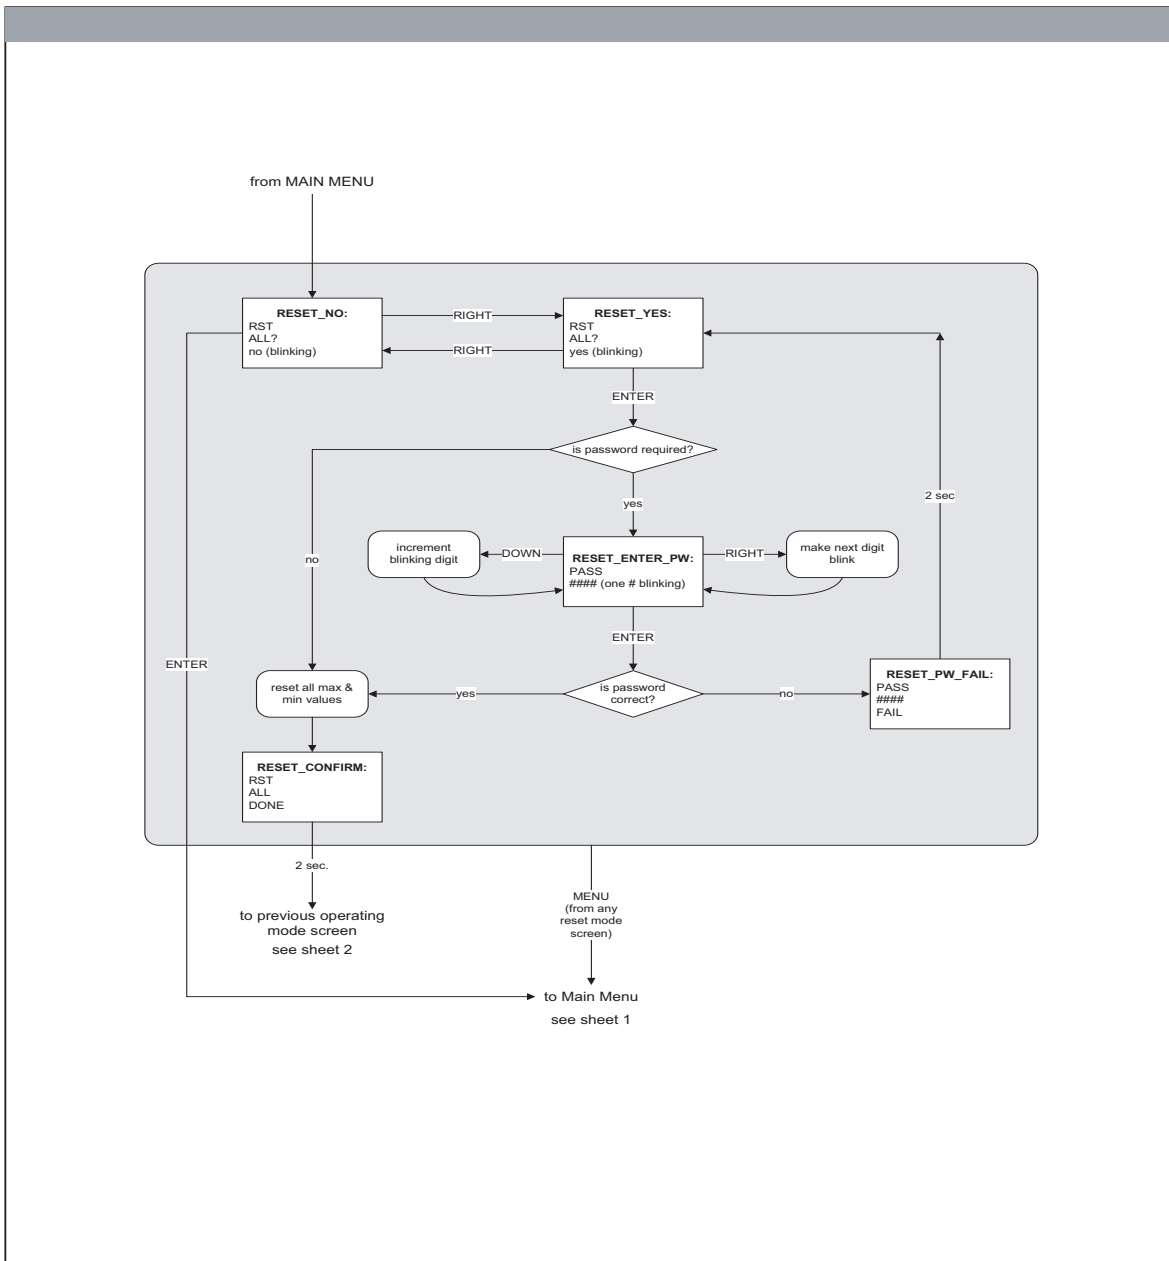 from MAIN MENU
RESET_NO:
RST
ALL?
no (blinking)
RIGHT
RIGHT
RESET_YES:
RST
ALL?
yes (blinking)
ENTER
is password required?
yes
no
2 sec
increment
blinking digit
DOWN
RESET_ENTER_PW:
PASS
#### (one # blinking)
RIGHT
make next digit
blink
ENTER
ENTER
reset all max &
min values
yes
is password
correct?
no
RESET_PW_FAIL:
PASS
####
FAIL
RESET_CONFIRM:
RST
ALL
DONE
2 sec.
to previous operating
mode screen
see sheet 2
MENU
(from any
reset mode
screen)
to Main Menu
see sheet 1